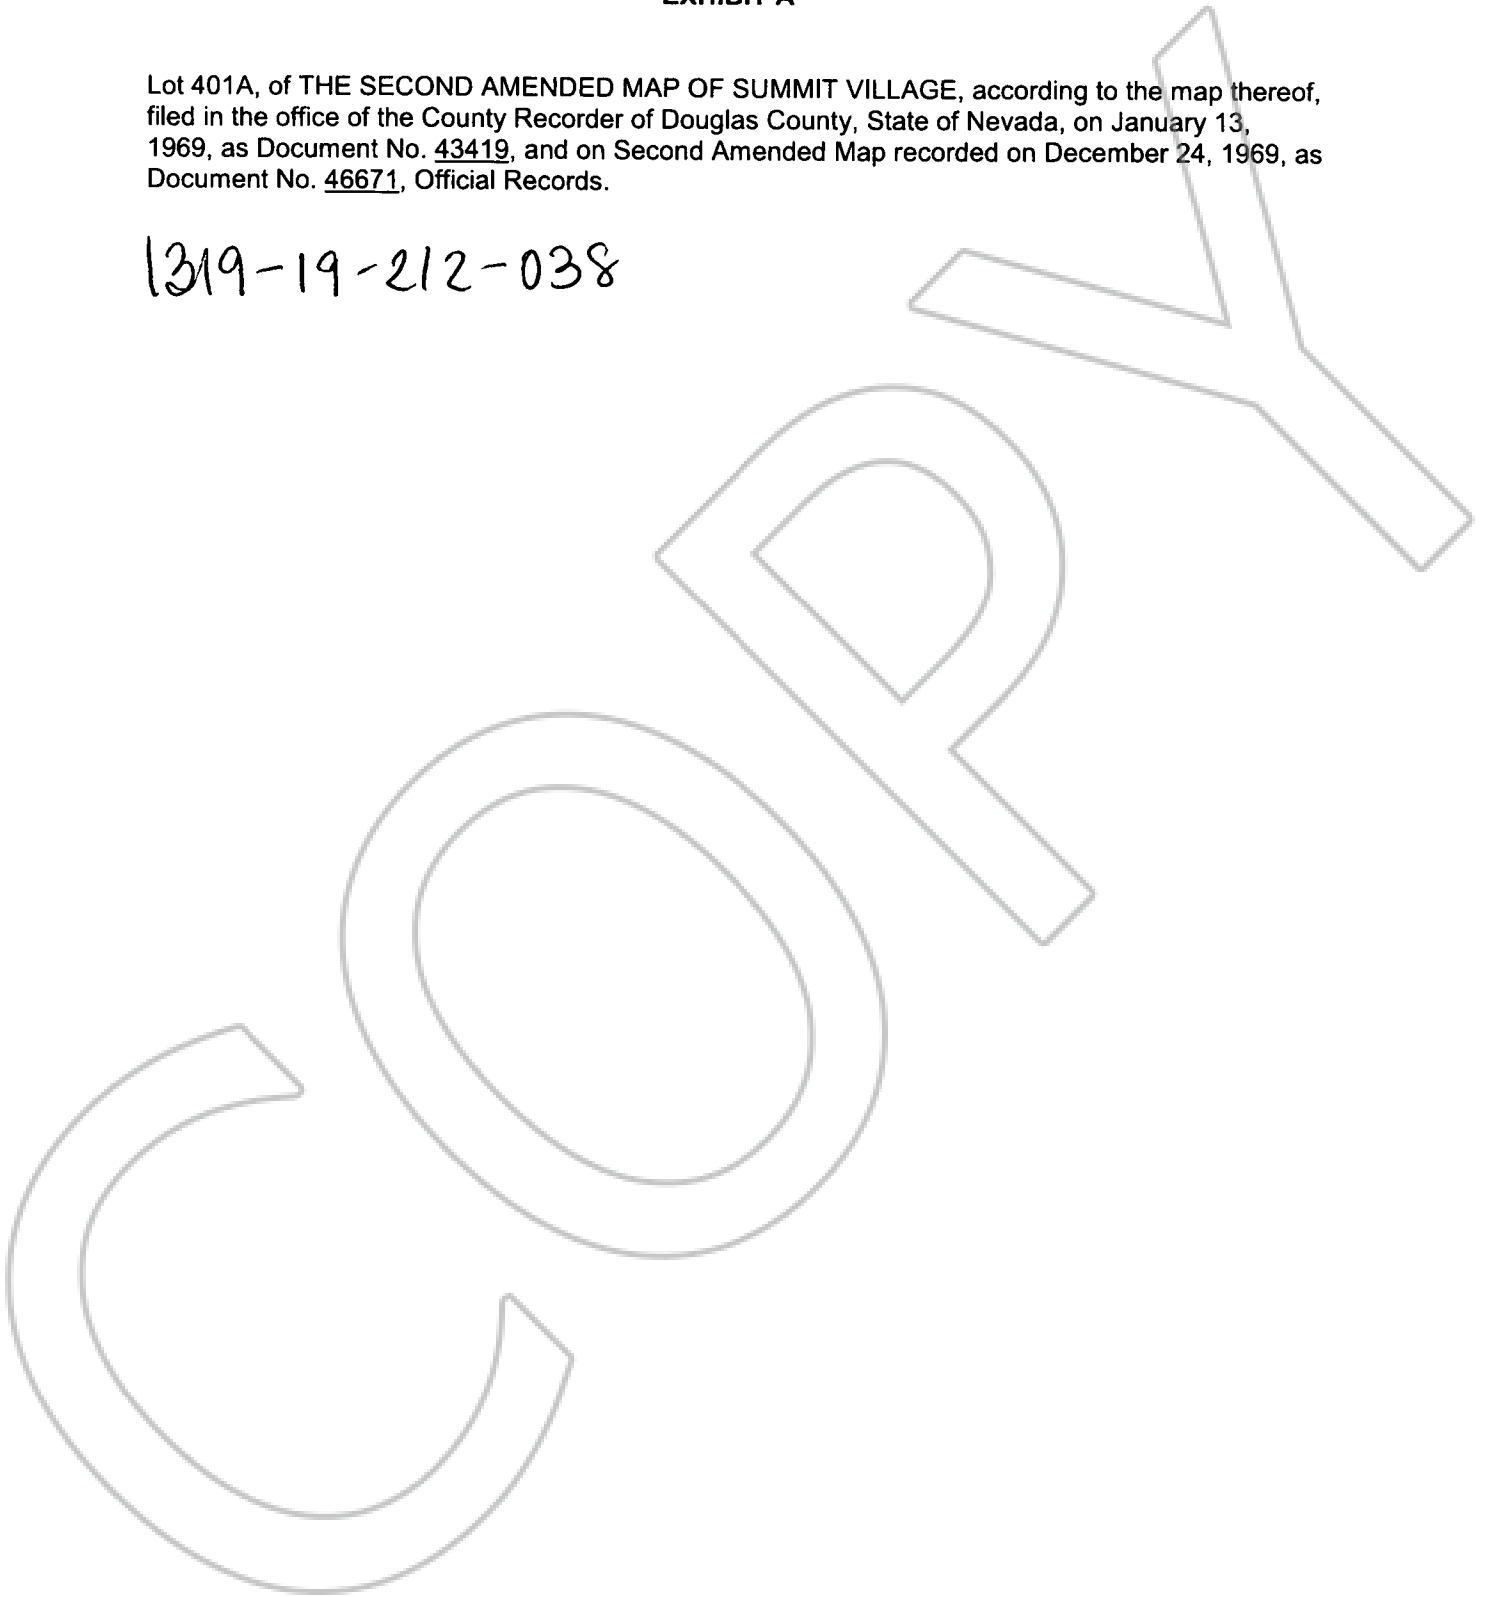 EXHIBIT A
Lot 401A, of THE SECOND AMENDED MAP OF SUMMIT VILLAGE, according to the map thereof,
filed in the office of the County Recorder of Douglas County, State of Nevada, on January 13,
1969, as Document No. 43419, and on Second Amended Map recorded on December 24, 1969, as
Document No. 46671, Official Records.
1319-19-212-038
COPY